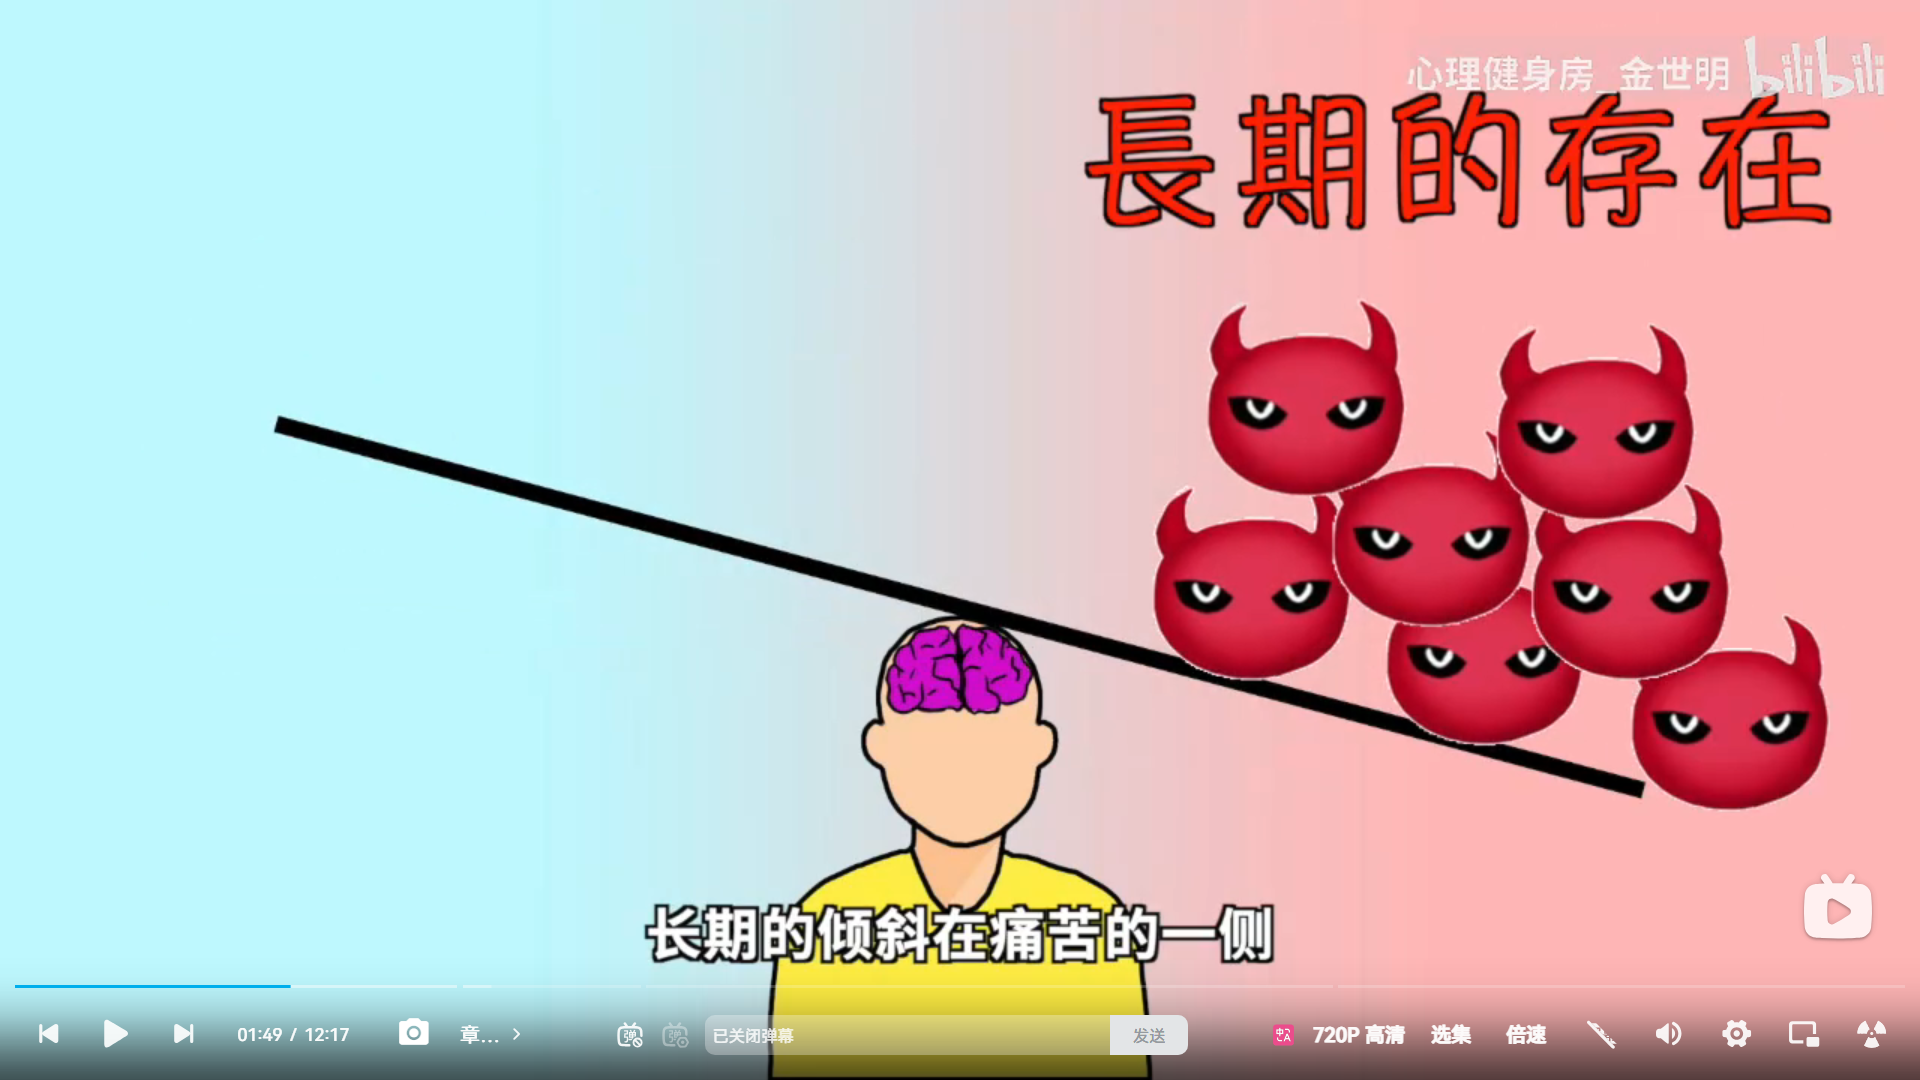 心理健身房_金世明 bilibili
長期的存在
长期的倾斜在痛苦的一侧
01:49 / 12:17 章... 已关闭弹幕 发送 720P 高清 选集 倍速